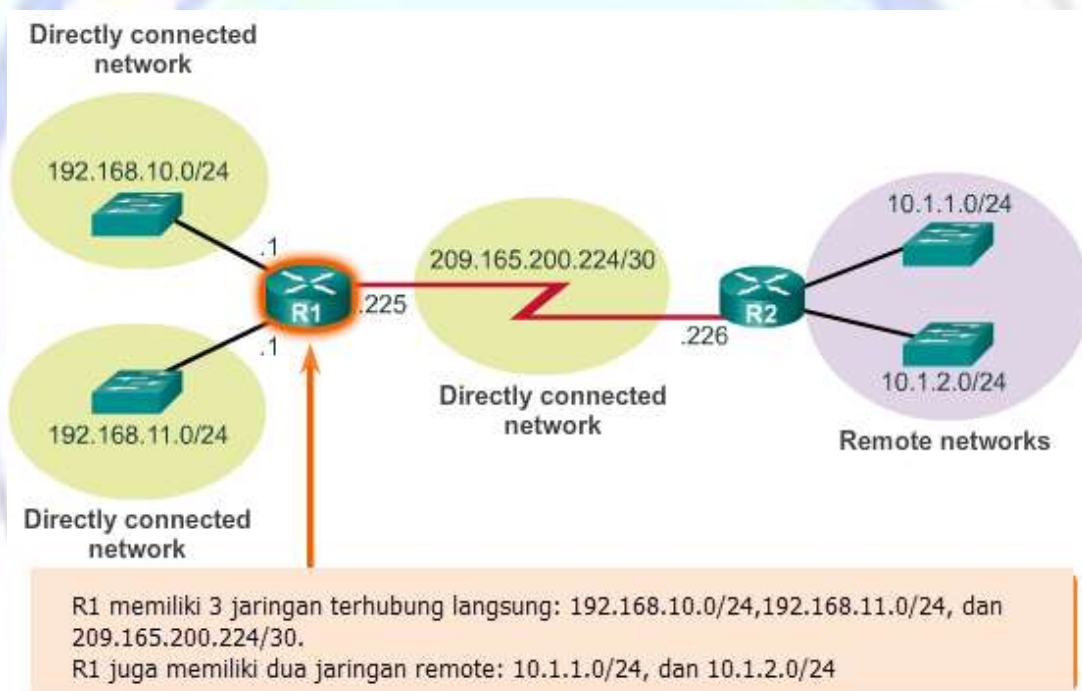 Directly connected
network
192.168.10.0/24
.1
R1
.225
.1
192.168.11.0/24
Directly connected
network
209.165.200.224/30
.226
Directly connected
network
R2
10.1.1.0/24
10.1.2.0/24
Remote networks
R1 memiliki 3 jaringan terhubung langsung: 192.168.10.0/24,192.168.11.0/24, dan
209.165.200.224/30.
R1 juga memiliki dua jaringan remote: 10.1.1.0/24, dan 10.1.2.0/24